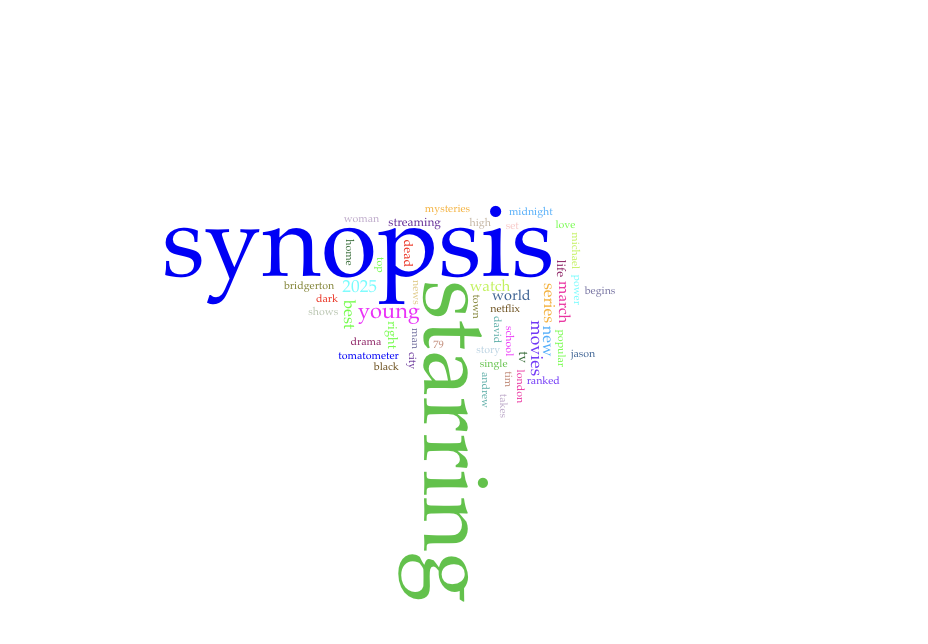 mysteries
midnight
woman
streaming
high
set
love
synopsis
home
top
dead
michael
life
bridgerton
2025
news
watch
power
begins
dark
world
series
march
shows
best
young
town
netflix
starring
right
man
79
david
school
movies
new
popular
drama
story
tomatometer
city
tv
jason
black
single
andrew
tim
london
ranked
takes